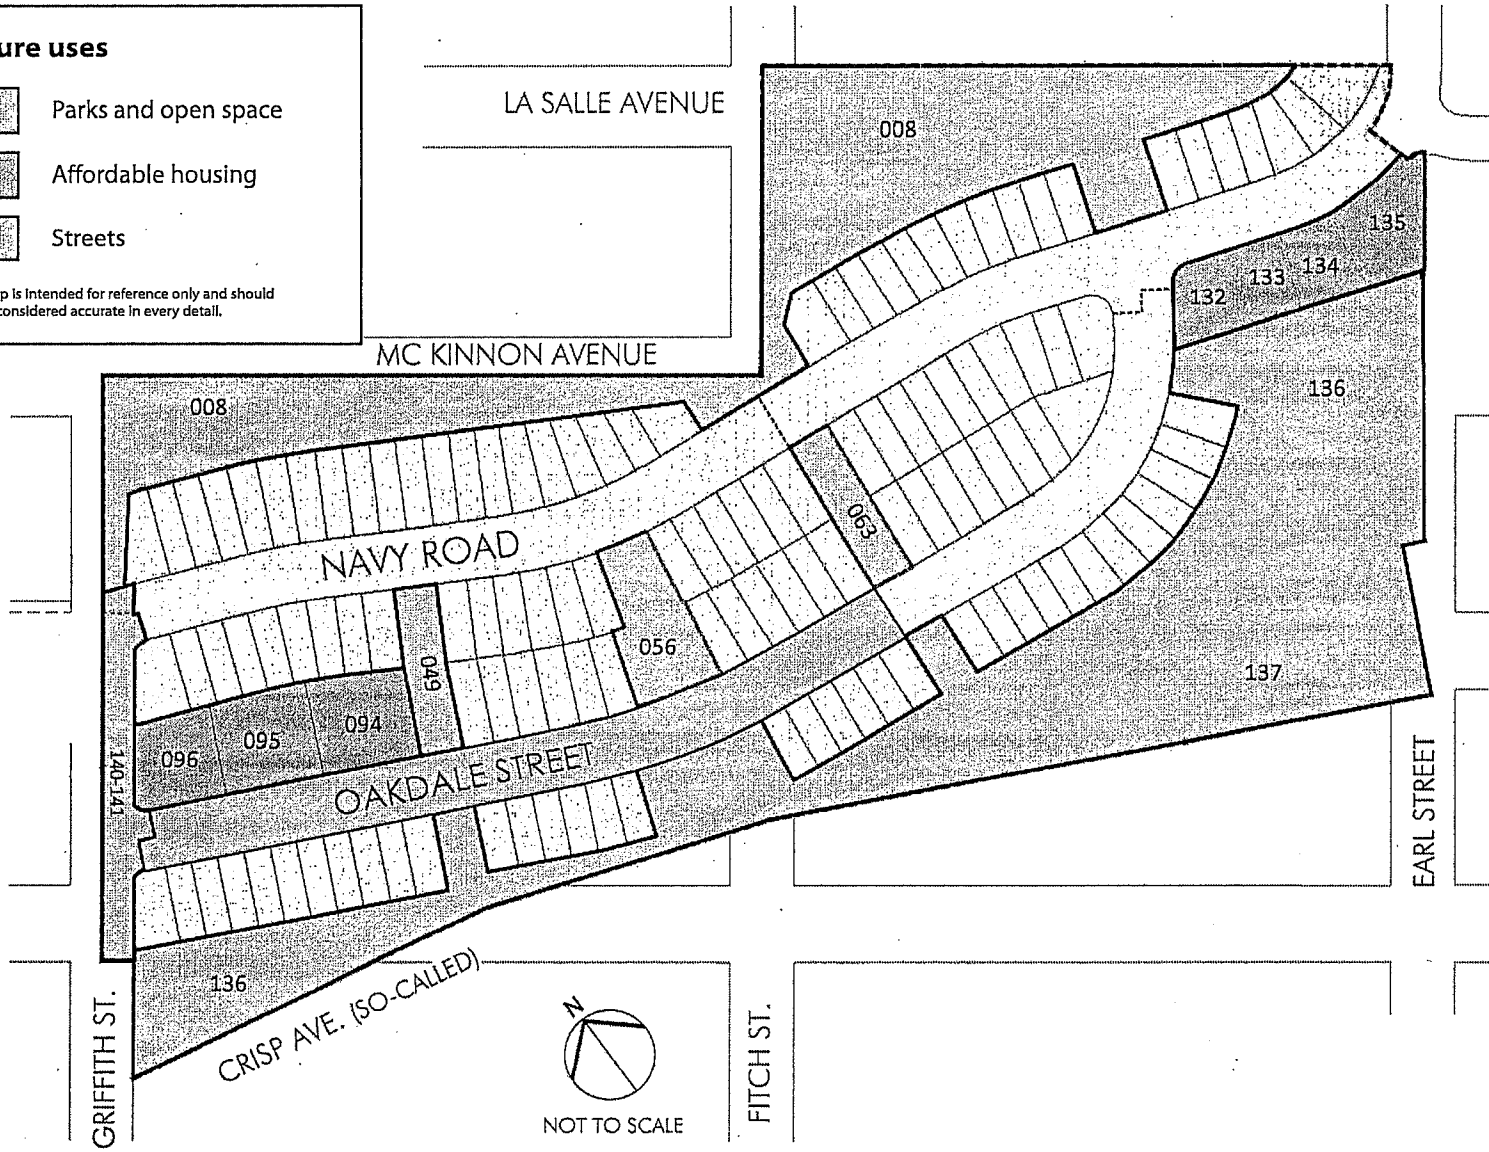 ure uses
Parks and open space
Affordable housing
Streets
p is intended for reference only and should
considered accurate in every detail.
LA SALLE AVENUE
008
135
134
133
132
MC KINNON AVENUE
008
136
063
NAVY ROAD
056
049
137
094
095
096
140-141
OAKDALE STREET
EARL STREET
136
CRISP AVE. (SO-CALLED)
GRIFFITH ST.
N
FITCH ST.
NOT TO SCALE